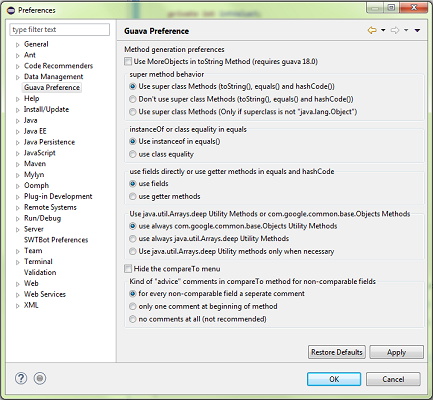 Preferences
type filter text
Guava Preference
General
Ant
Code Recommenders
Data Management
Guava Preference
Help
Install/Update
Java
Java EE
Java Persistence
JavaScript
Maven
Mylyn
Oomph
Plug-in Development
Remote Systems
Run/Debug
Server
SWTBot Preferences
Team
Terminal
Validation
Web
Web Services
XML
Method generation preferences
Use MoreObjects in toString Method (requires guava 18.0)
super method behavior
Use super class Methods (toString(), equals() and hashCode())
Don't use super class Methods (toString(), equals() and hashCode())
Use super class Methods (Only if superclass is not "java.lang.Object")
instanceOf or class equality in equals
Use instanceof in equals()
use class equality
use fields directly or use getter methods in equals and hashCode
use fields
use getter methods
Use java.util.Arrays.deep Utility Methods or com.google.common.base.Objects Methods
use always com.google.common.base.Objects Utility Methods
use always java.util.Arrays.deep Utility Methods
Use java.util.Arrays.deep Utility methods only when necessary
Hide the compareTo menu
Kind of "advice" comments in compareTo method for non-comparable fields
for every non-comparable field a seperate comment
only one comment at beginning of method
no comments at all (not recommended)
Restore Defaults
Apply
OK
Cancel